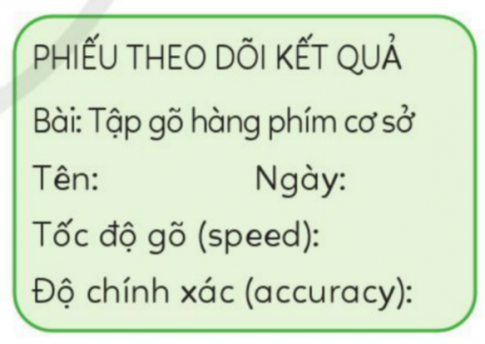 PHIẾU THEO DÕI KẾT QUẢ
Bài: Tập gõ hàng phím cơ sở
Tên: Ngày:
Tốc độ gõ (speed):
Độ chính xác (accuracy):